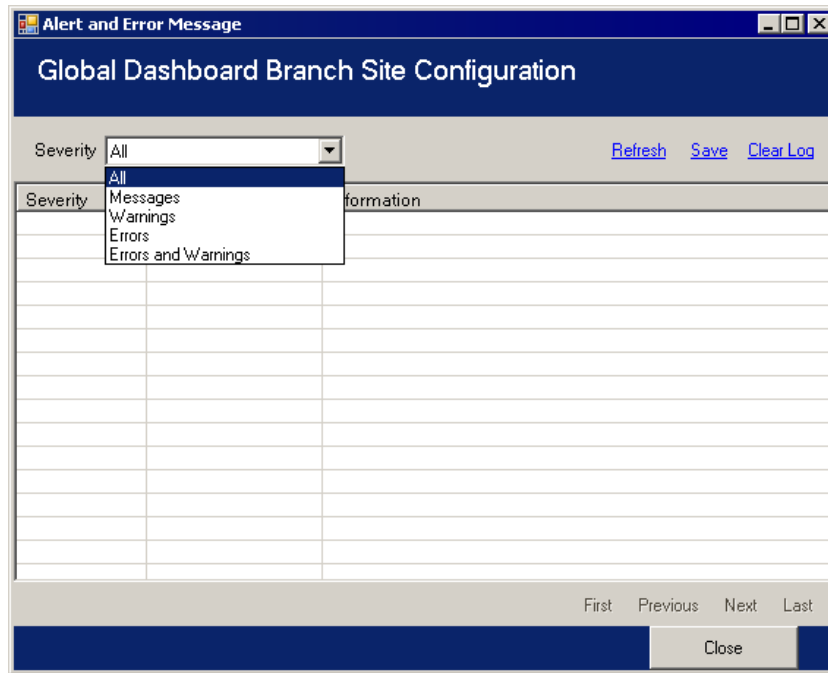 Alert and Error Message
Global Dashboard Branch Site Configuration
Severity All Refresh Save Clear Log
All
Messages
Warnings
Errors
Errors and Warnings
Severity formation
First Previous Next Last
Close